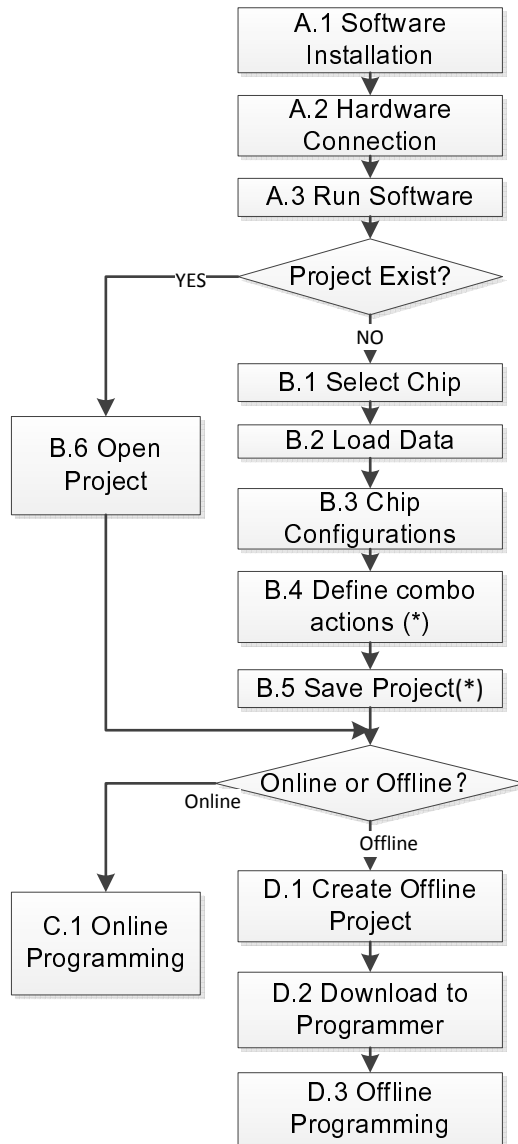 A.1 Software
Installation
A.2 Hardware
Connection
A.3 Run Software
Project Exist?
YES
NO
B.1 Select Chip
B.2 Load Data
B.6 Open
Project
B.3 Chip
Configurations
B.4 Define combo
actions (*)
B.5 Save Project(*)
Online or Offline?
Online
Offline
C.1 Online
Programming
D.1 Create Offline
Project
D.2 Download to
Programmer
D.3 Offline
Programming